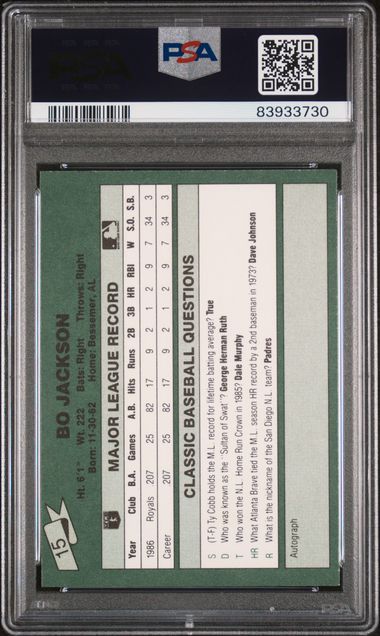 PSA
83933730
15
BO JACKSON
Ht: 6'1" Wt: 222 Bats: Right Throws: Right
Born: 11-30-62 Home: Bessemer, AL
MAJOR LEAGUE RECORD
Year Club B.A. Games A.B. Hits Runs 2B 3B HR RBI W S.O. S.B.
1986 Royals 207 25 82 17 9 2 1 2 9 7 34 3
Career 207 25 82 17 9 2 1 2 9 7 34 3
CLASSIC BASEBALL QUESTIONS
S (T-F) Ty Cobb holds the M.L. record for lifetime batting average? True
D Who was known as the "Sultan of Swat"? George Herman Ruth
T Who won the N.L. Home Run Crown in 1985? Dale Murphy
HR What Atlanta Brave tied the M.L. season HR record by a 2nd baseman in 1973? Dave Johnson
R What is the nickname of the San Diego N.L. team? Padres
Autograph